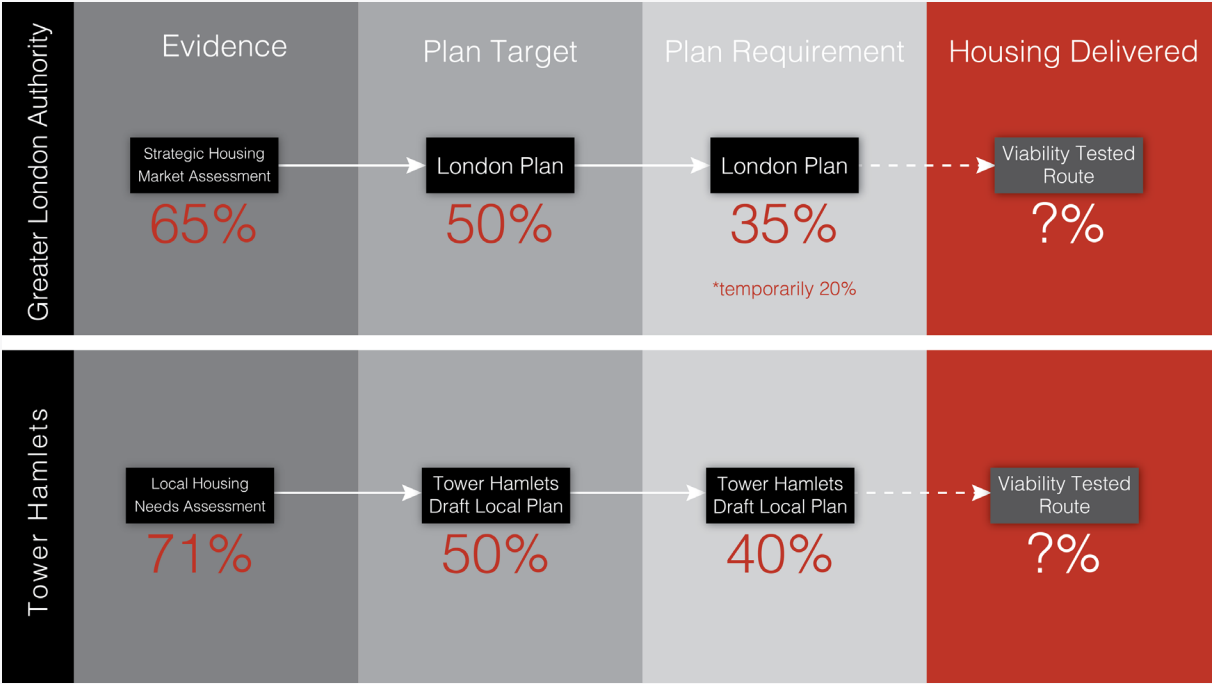 Evidence
Plan Target
Plan Requirement
Housing Delivered
Greater London Authority
Strategic Housing
Market Assessment
65%
London Plan
50%
London Plan
35%
*temporarily 20%
Viability Tested
Route
?%
Tower Hamlets
Local Housing
Needs Assessment
71%
Tower Hamlets
Draft Local Plan
50%
Tower Hamlets
Draft Local Plan
40%
Viability Tested
Route
?%